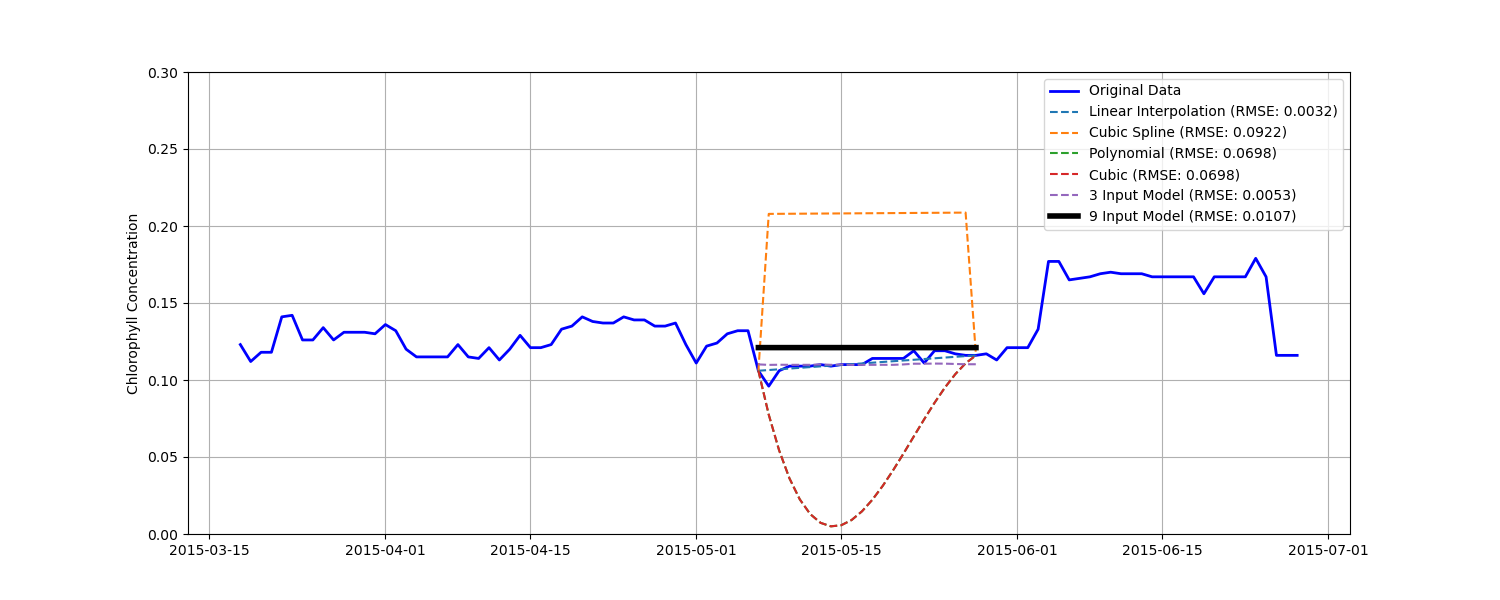 0.30
0.25
0.20
0.15
0.10
0.05
0.00
Chlorophyll Concentration
Original Data
Linear Interpolation (RMSE: 0.0032)
Cubic Spline (RMSE: 0.0922)
Polynomial (RMSE: 0.0698)
Cubic (RMSE: 0.0698)
3 Input Model (RMSE: 0.0053)
9 Input Model (RMSE: 0.0107)
2015-03-15 2015-04-01 2015-04-15 2015-05-01 2015-05-15 2015-06-01 2015-06-15 2015-07-01